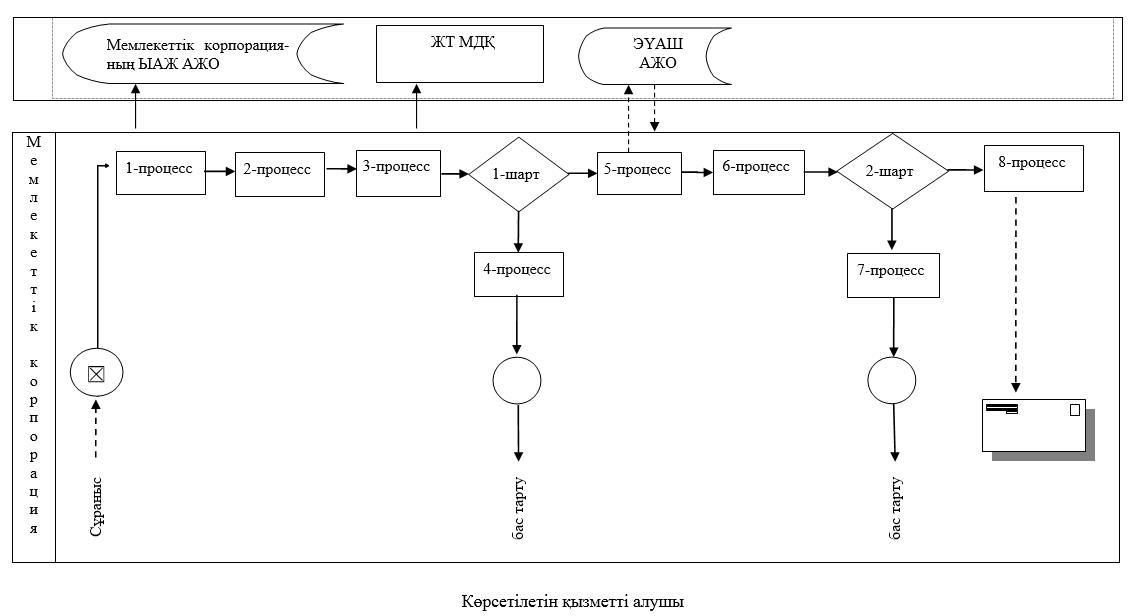 Мемлекеттік корпорация-
ның ЫАЖ АЖО
ЖТ МДҚ
ЭҮАШ
АЖО
Мемлекеттік корпорация
1-процесс
2-процесс
3-процесс
1-шарт
5-процесс
6-процесс
2-шарт
8-процесс
4-процесс
7-процесс
Сұраныс
бас тарту
бас тарту
Көрсетілетін қызметті алушы